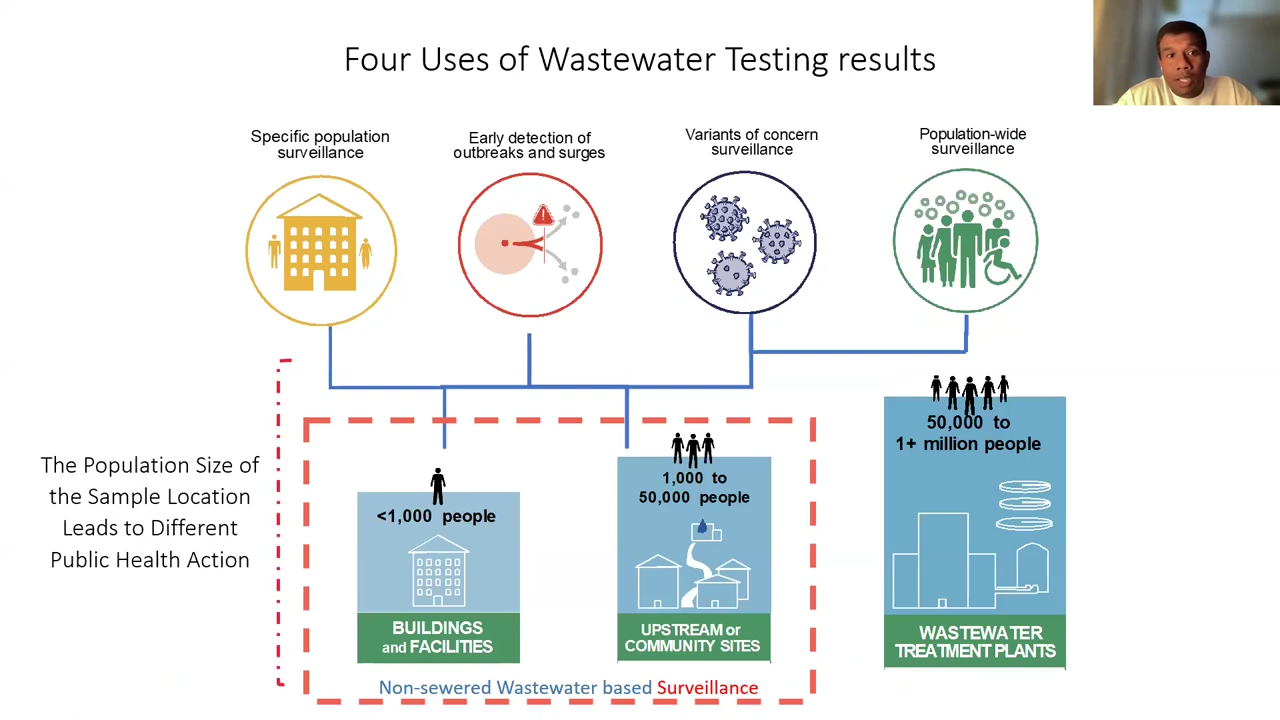 Four Uses of Wastewater Testing results
Specific population
surveillance
Early detection of
outbreaks and surges
Variants of concern
surveillance
Population-wide
surveillance
The Population Size of
the Sample Location
Leads to Different
Public Health Action
<1,000 people
BUILDINGS
and FACILITIES
1,000 to
50,000 people
UPSTREAM or
COMMUNITY SITES
50,000 to
1+ million people
WASTEWATER
TREATMENT PLANTS
Non-sewered Wastewater based Surveillance